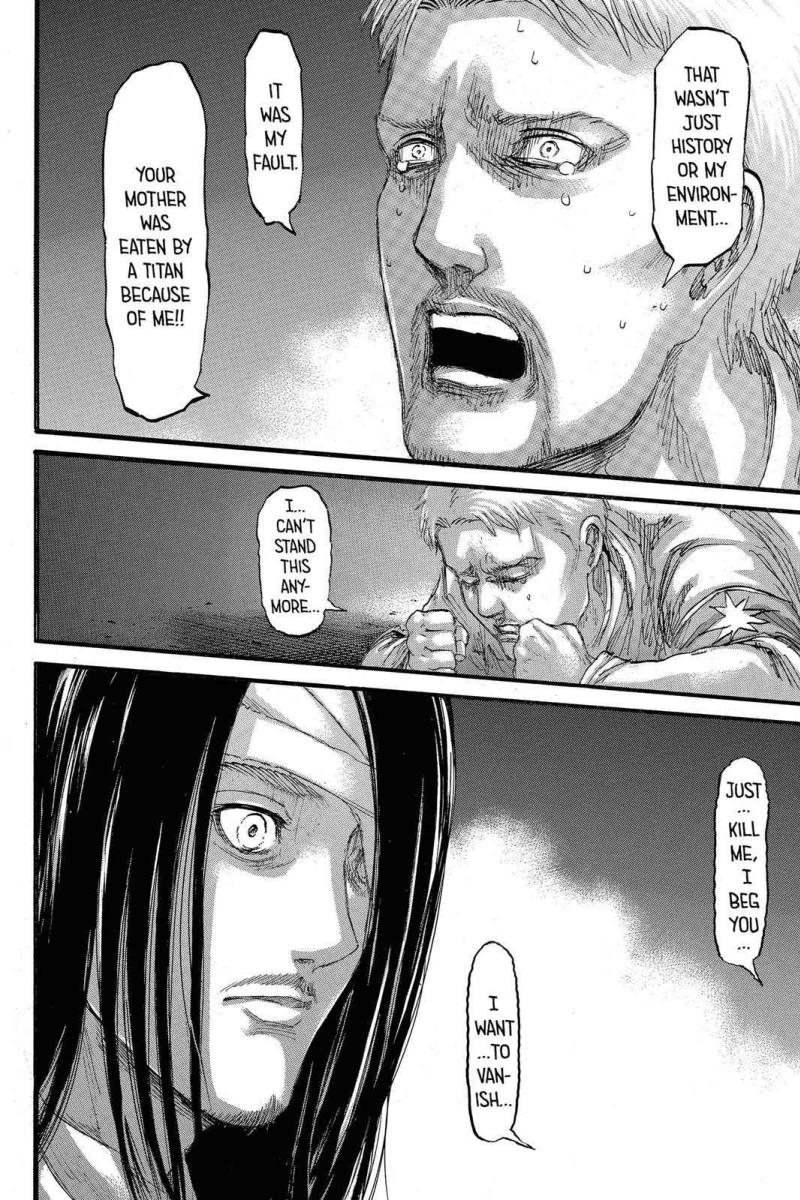 THAT
WASN'T
JUST
HISTORY
OR MY
ENVIRON-
MENT...
IT
WAS
MY
FAULT.
YOUR
MOTHER
WAS
EATEN BY
A TITAN
BECAUSE
OF ME!!
I...
CAN'T
STAND
THIS
ANY-
MORE...
JUST
...
KILL
ME,
I
BEG
YOU
...
I
WANT
...TO
VAN-
ISH...